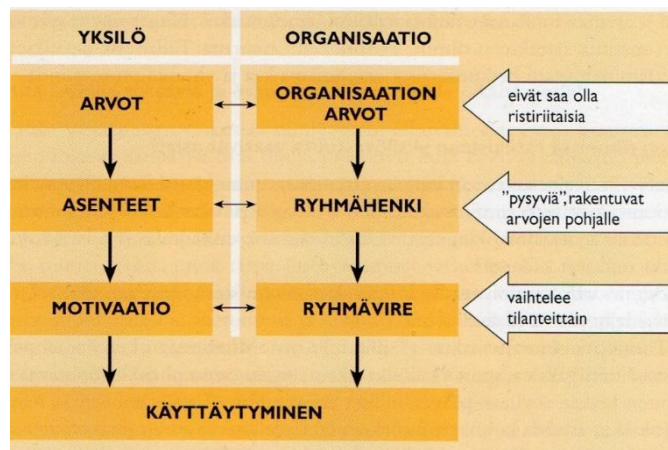 YKSILÖ
ORGANISAATIO
ARVOT
ORGANISAATION
ARVOT
eivät saa olla
ristiriitaisia
ASENTEET
RYHMÄHENKI
”pysyviä”, rakentuvat
arvojen pohjalle
MOTIVAATIO
RYHMÄVIRE
vaihtelee
tilanteittain
KÄYTTÄYTYMINEN